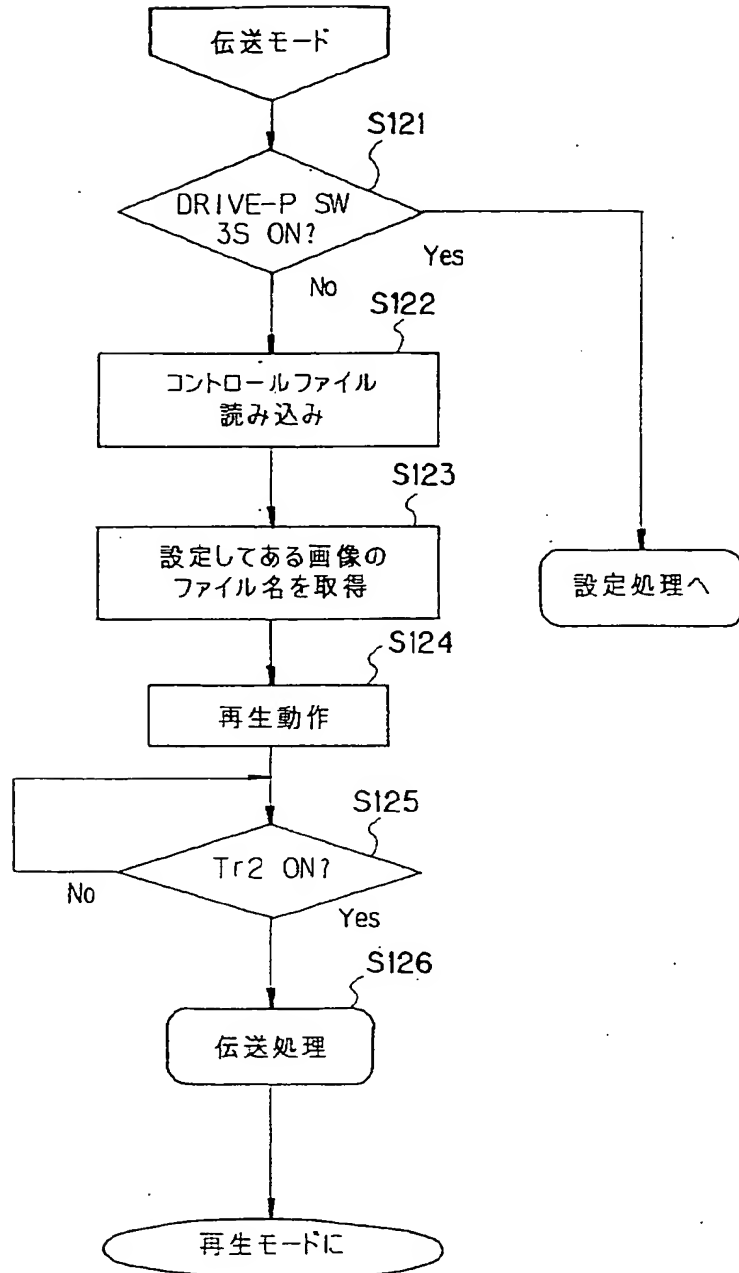 伝送モード
S121
DRIVE-P SW
3S ON?
Yes
No
S122
コントロールファイル
読み込み
S123
設定してある画像の
ファイル名を取得
設定処理へ
S124
再生動作
S125
Tr2 ON?
No
Yes
S126
伝送処理
再生モードに